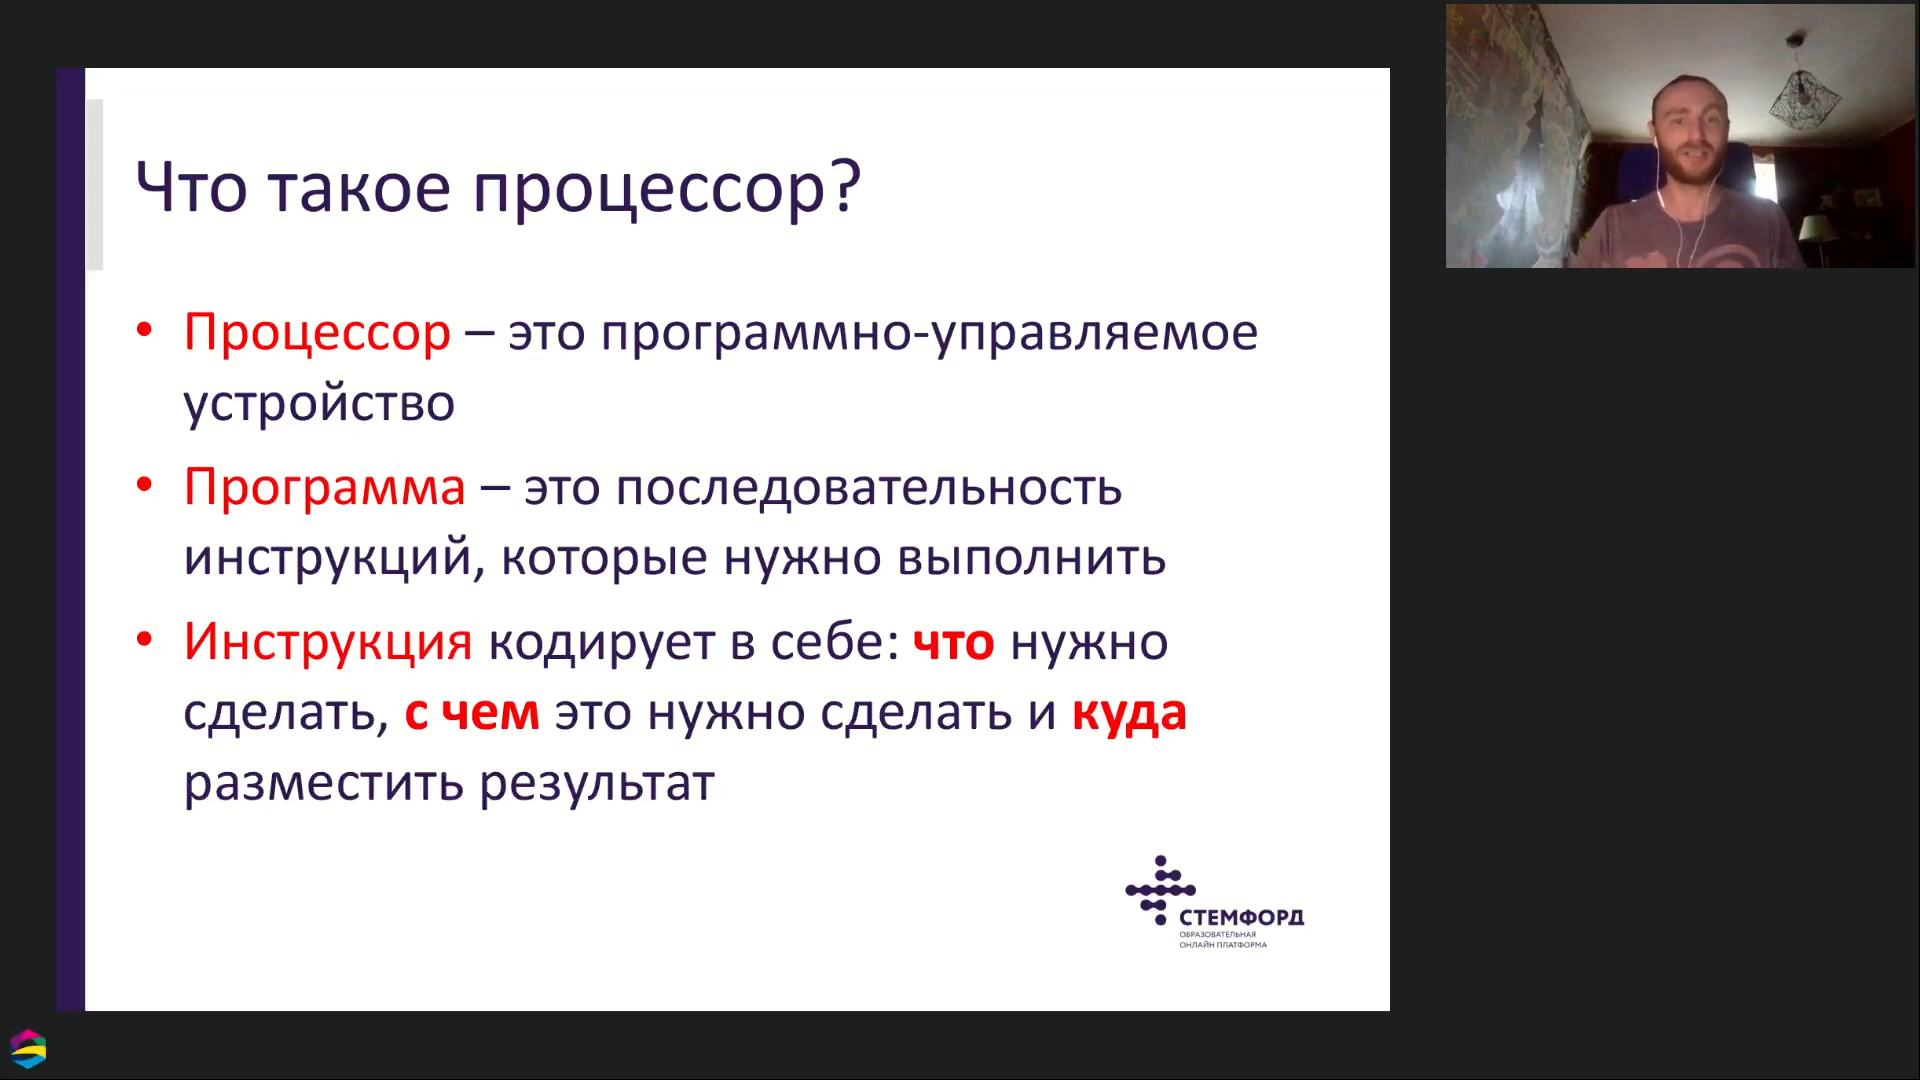 Что такое процессор?
• Процессор – это программно-управляемое
устройство
• Программа – это последовательность
инструкций, которые нужно выполнить
• Инструкция кодирует в себе: что нужно
сделать, с чем это нужно сделать и куда
разместить результат
СТЕМФОРД
ОБРАЗОВАТЕЛЬНАЯ
ОНЛАЙН ПЛАТФОРМА